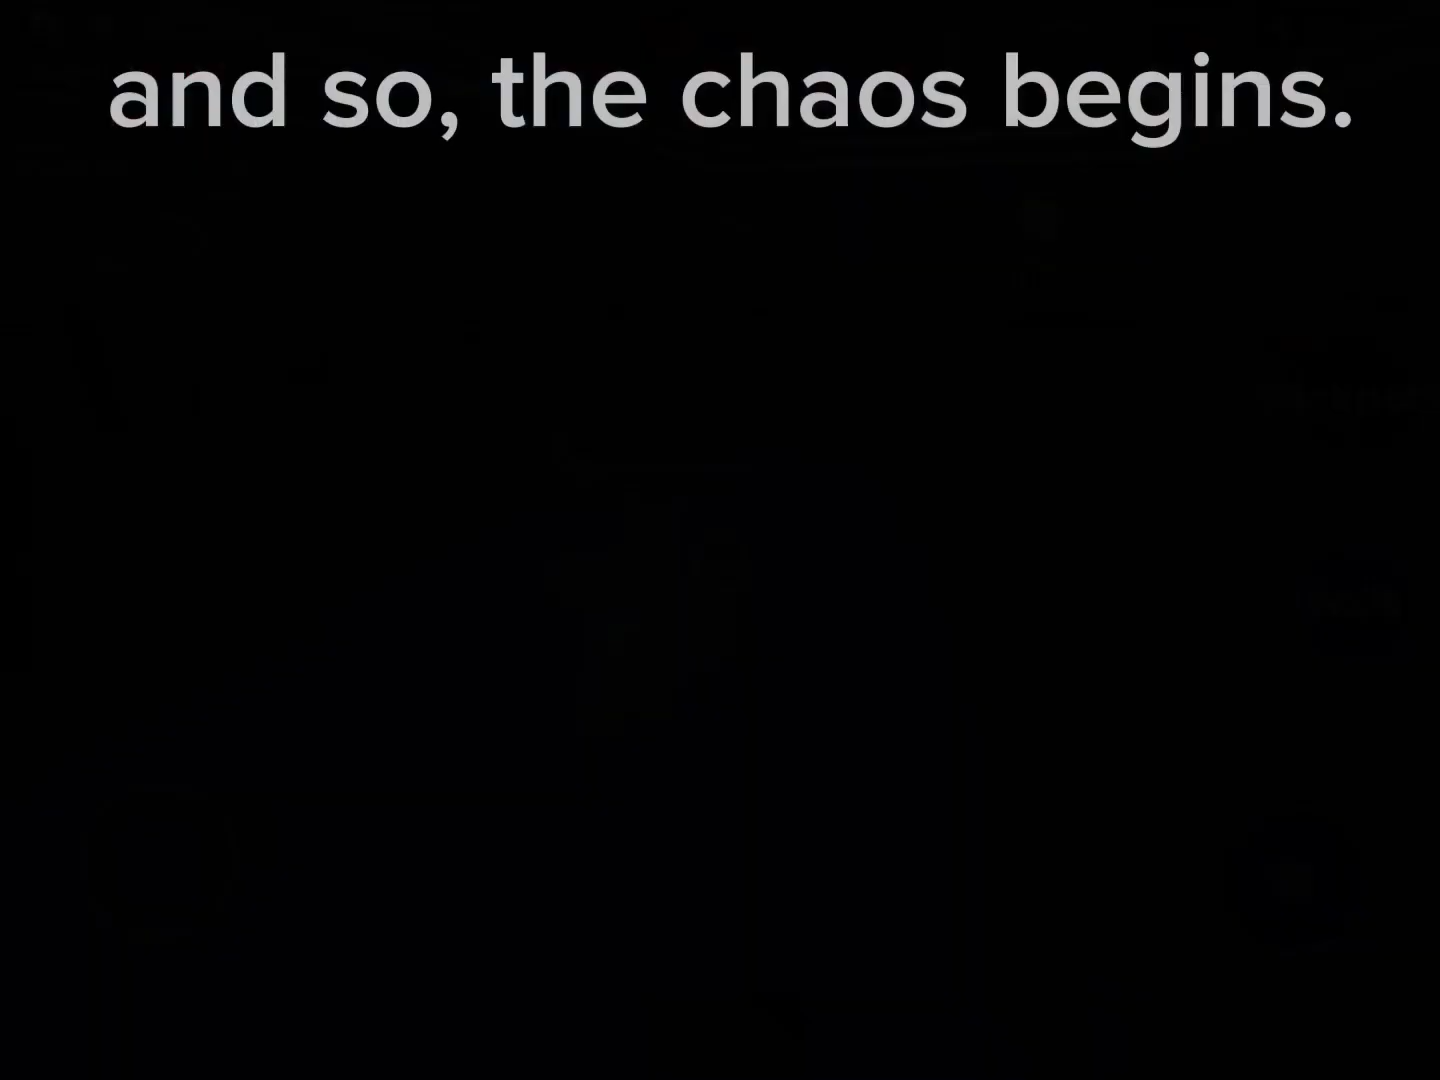 and so, the chaos begins.